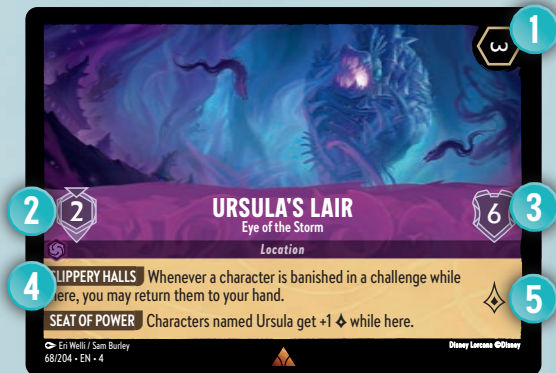 1
3
2
2
URSULA'S LAIR
Eye of the Storm
6
3
Location
4
SLIPPERY HALLS Whenever a character is banished in a challenge while
here, you may return them to your hand.
5
SEAT OF POWER Characters named Ursula get +1 while here.
Eri Welli / Sam Burley
Disney Lorcana ©Disney
68/204 • EN • 4